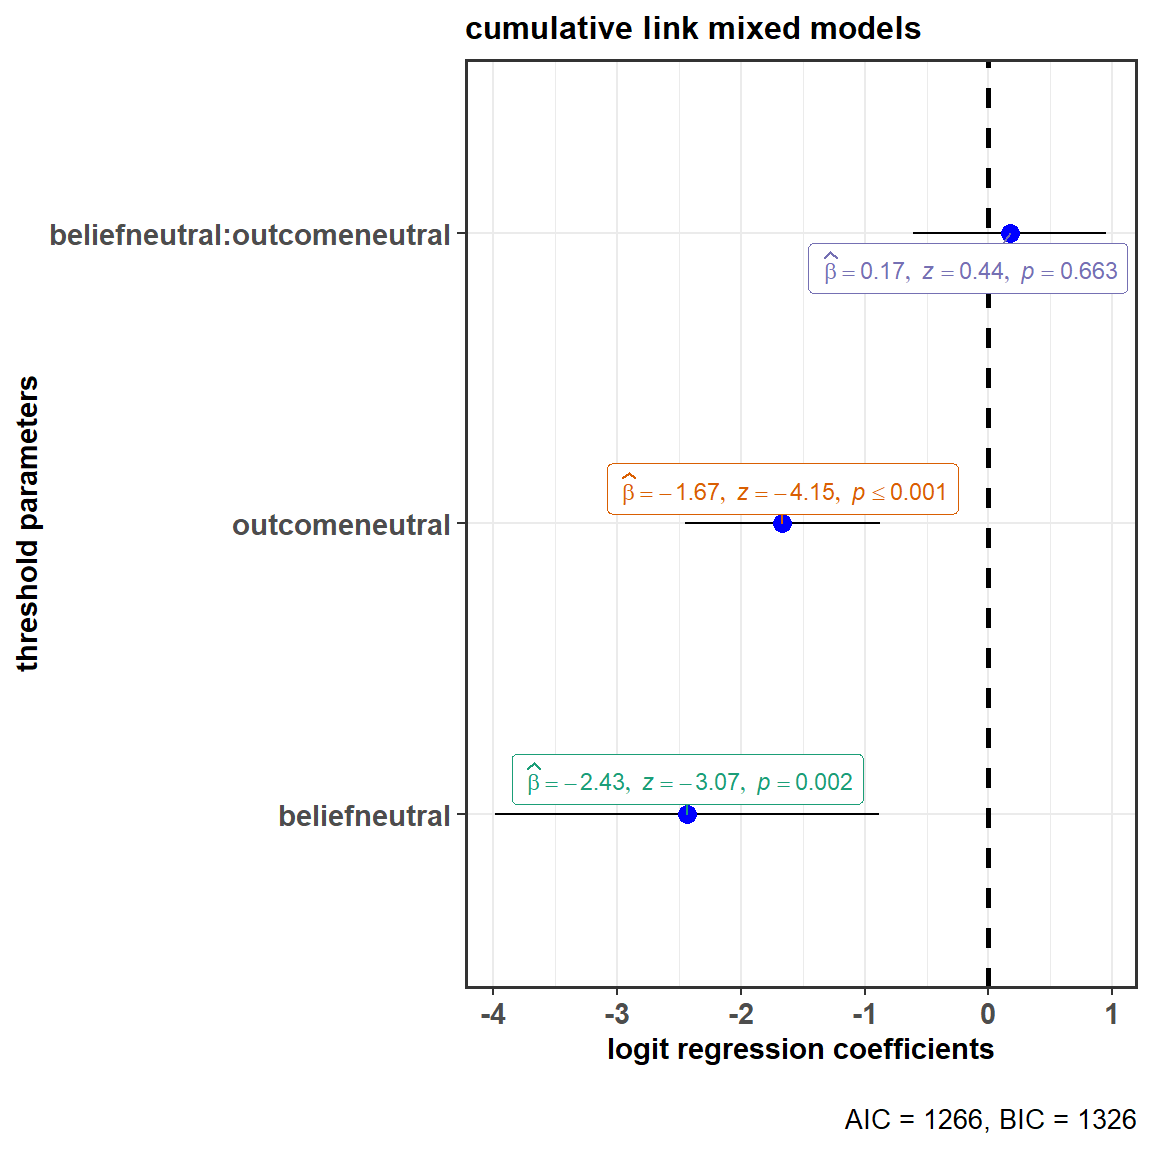 cumulative link mixed models
threshold parameters
beliefneutral:outcomeneutral
β̂ = 0.17, z = 0.44, p = 0.663
outcomeneutral
β̂ = −1.67, z = −4.15, p ≤ 0.001
beliefneutral
β̂ = −2.43, z = −3.07, p = 0.002
-4 -3 -2 -1 0 1
logit regression coefficients
AIC = 1266, BIC = 1326